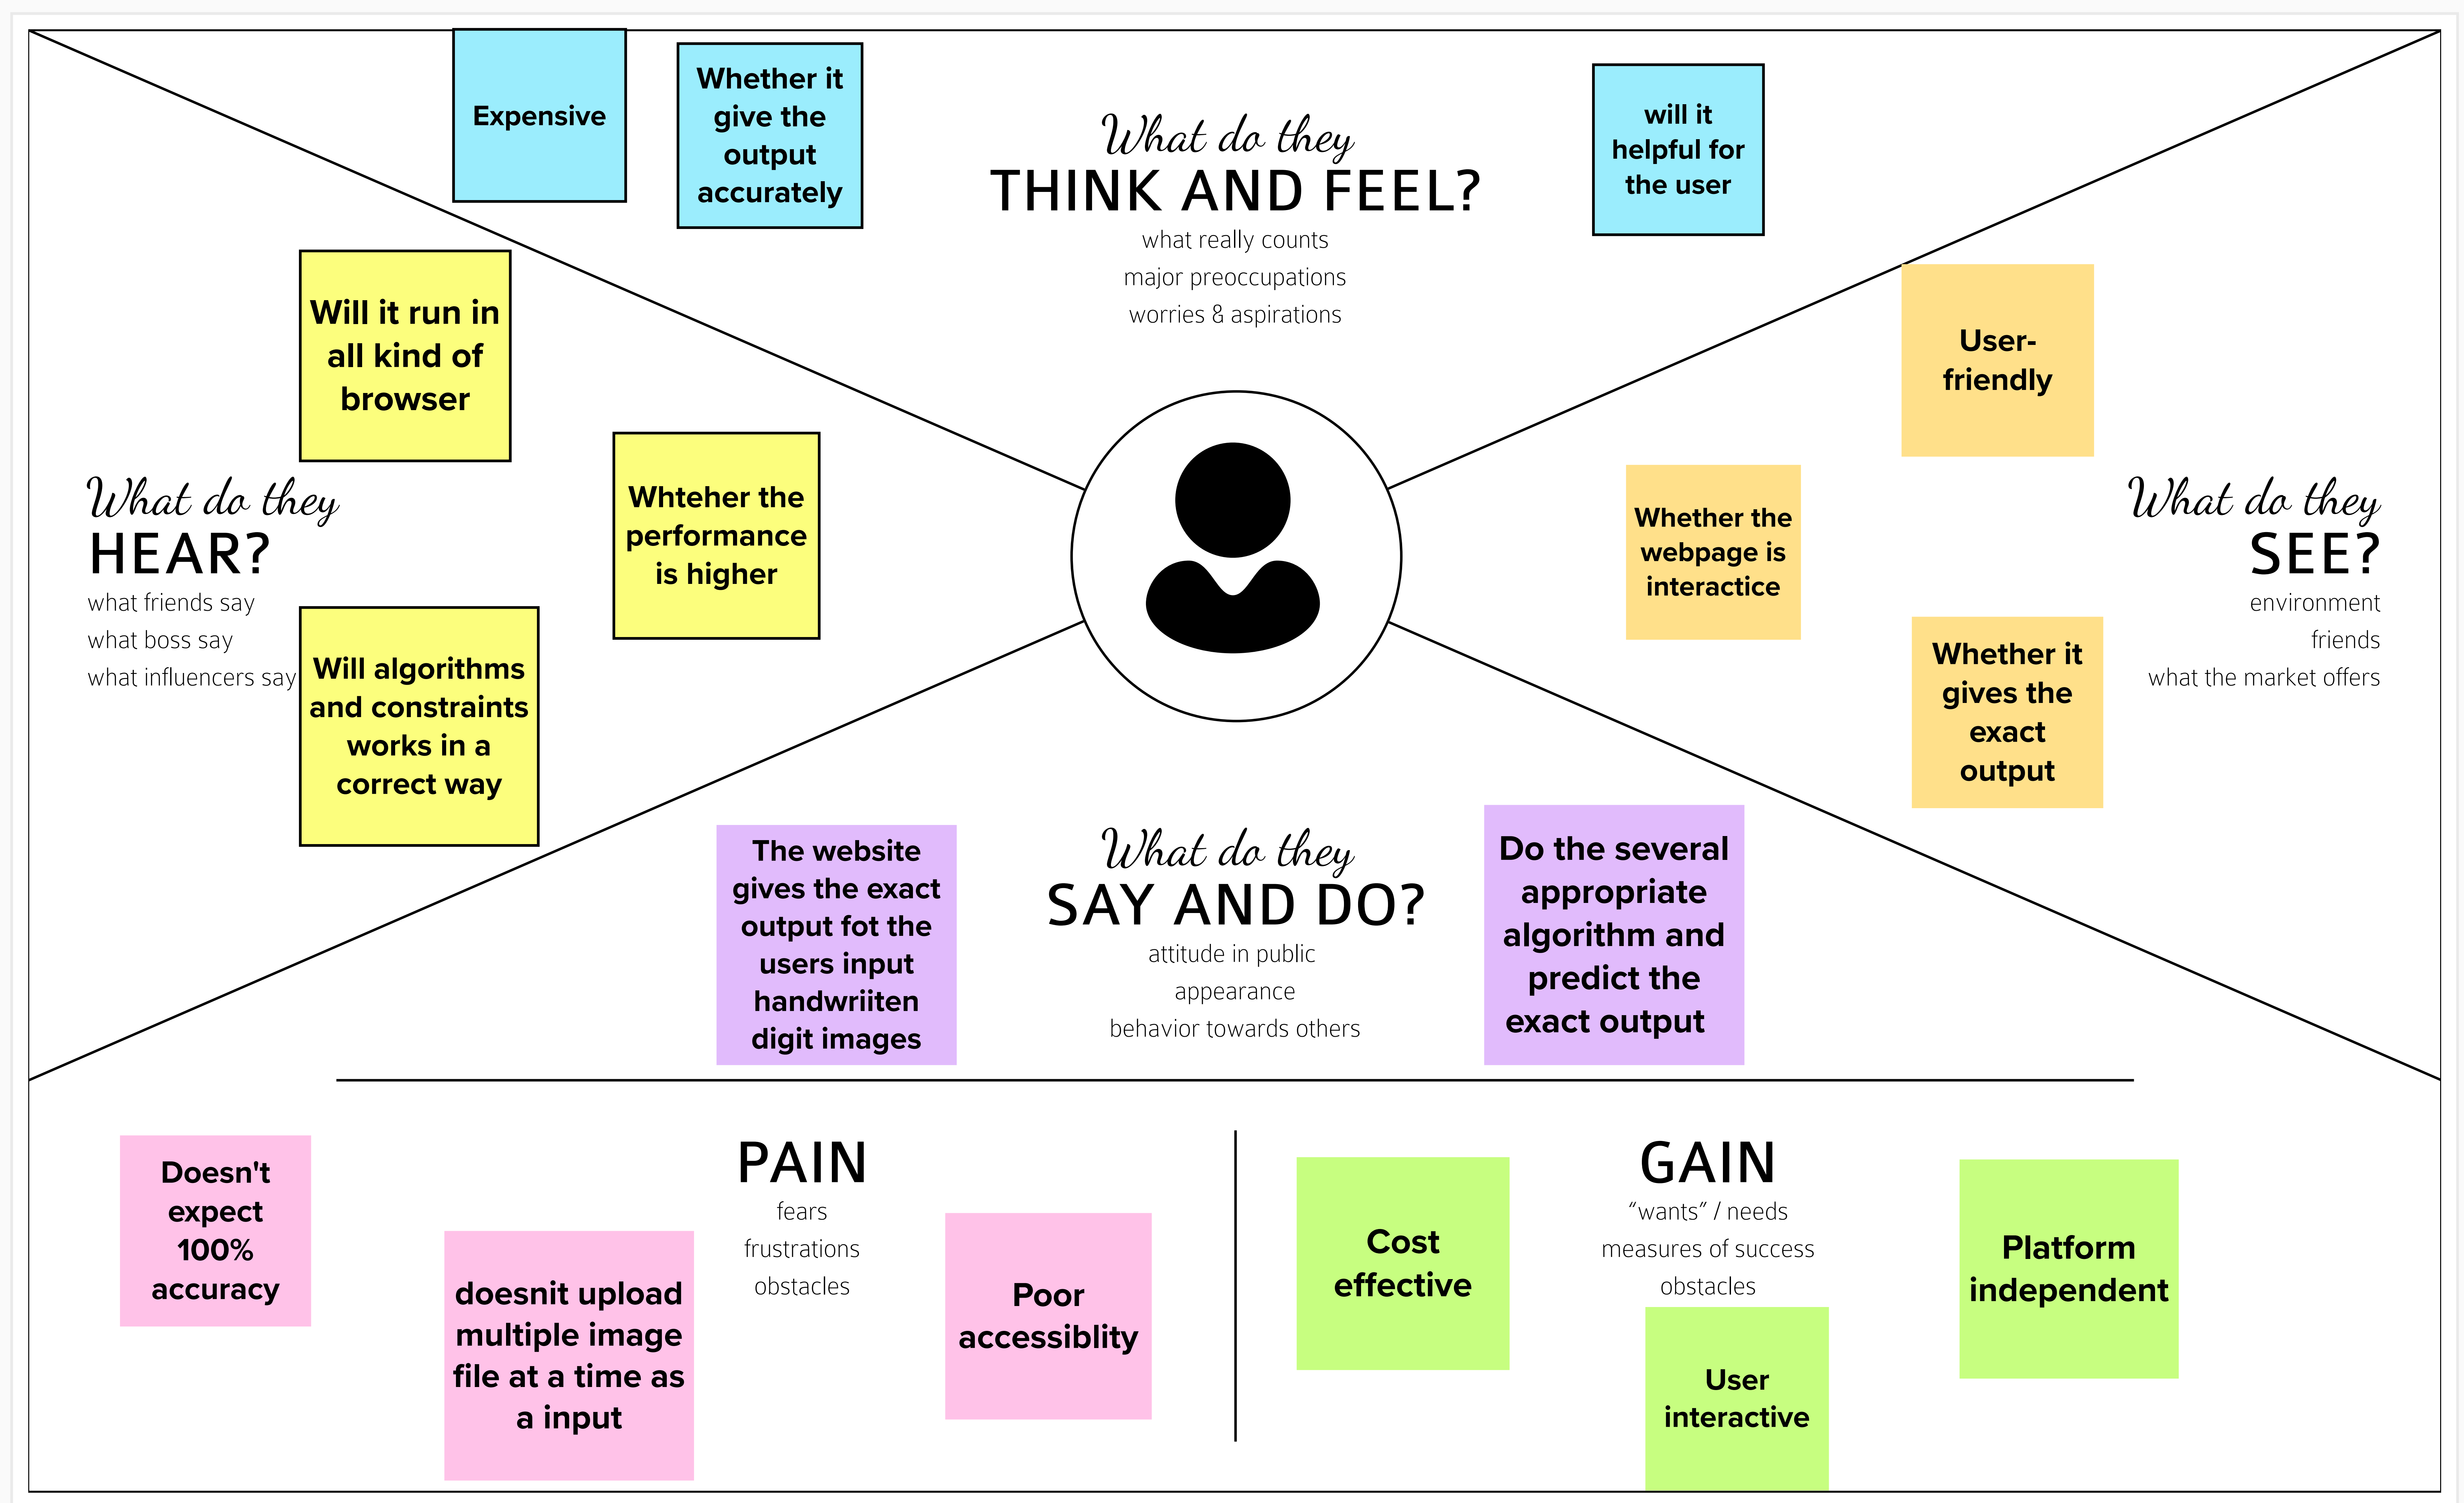 Expensive
Whether it
give the
output
accurately
What do they
THINK AND FEEL?
what really counts
major preoccupations
worries & aspirations
will it
helpful for
the user
Will it run in
all kind of
browser
Whteher the
performance
is higher
What do they
HEAR?
what friends say
what boss say
what influencers say
Will algorithms
and constraints
works in a
correct way
User-
friendly
Whether the
webpage is
interactice
What do they
SEE?
environment
friends
what the market offers
Whether it
gives the
exact
output
The website
gives the exact
output fot the
users input
handwriiten
digit images
What do they
SAY AND DO?
attitude in public
appearance
behavior towards others
Do the several
appropriate
algorithm and
predict the
exact output
Doesn't
expect
100%
accuracy
doesnit upload
multiple image
file at a time as
a input
PAIN
fears
frustrations
obstacles
Poor
accessiblity
Cost
effective
GAIN
“wants” / needs
measures of success
obstacles
User
interactive
Platform
independent